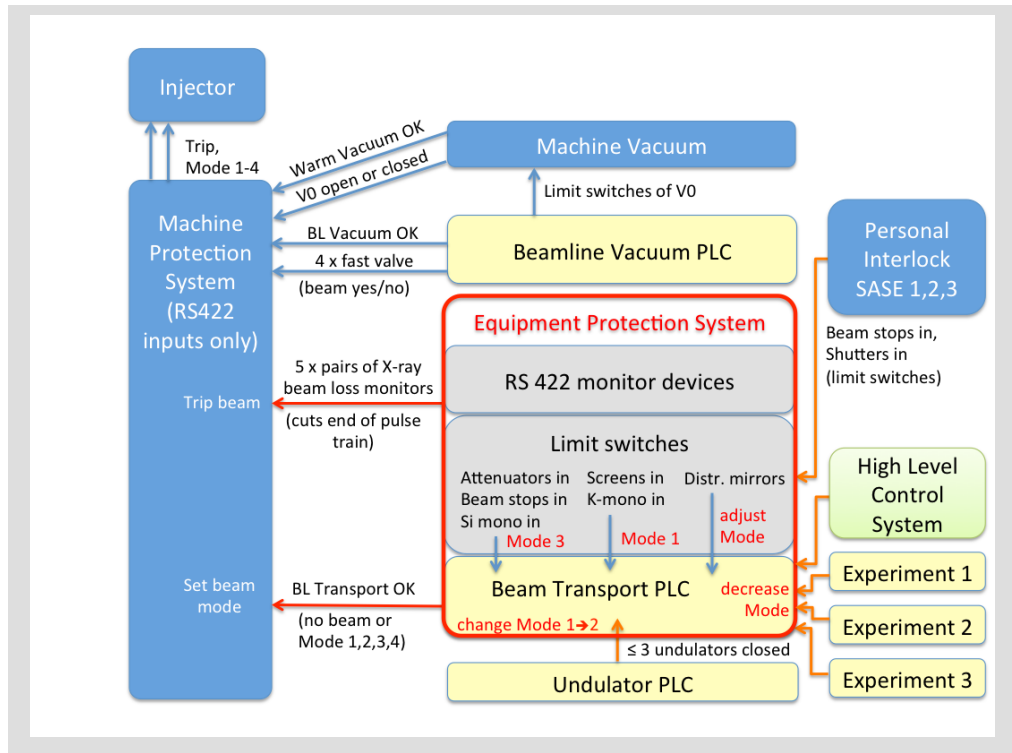 Injector
Trip,
Mode 1-4
Machine
Protection
System
(RS422
inputs only)
Trip beam
Set beam
mode
Warm Vacuum OK
V0 open or closed
BL Vacuum OK
4 x fast valve
(beam yes/no)
5 x pairs of X-ray
beam loss monitors
(cuts end of pulse
train)
BL Transport OK
(no beam or
Mode 1,2,3,4)
Machine Vacuum
Limit switches of V0
Beamline Vacuum PLC
Equipment Protection System
RS 422 monitor devices
Limit switches
Attenuators in
Beam stops in
Si mono in
Mode 3
Screens in
K-mono in
Mode 1
Distr. mirrors
adjust
Mode
Beam Transport PLC
decrease
Mode
change Mode 1➔2
≤ 3 undulators closed
Undulator PLC
Personal
Interlock
SASE 1,2,3
Beam stops in,
Shutters in
(limit switches)
High Level
Control
System
Experiment 1
Experiment 2
Experiment 3